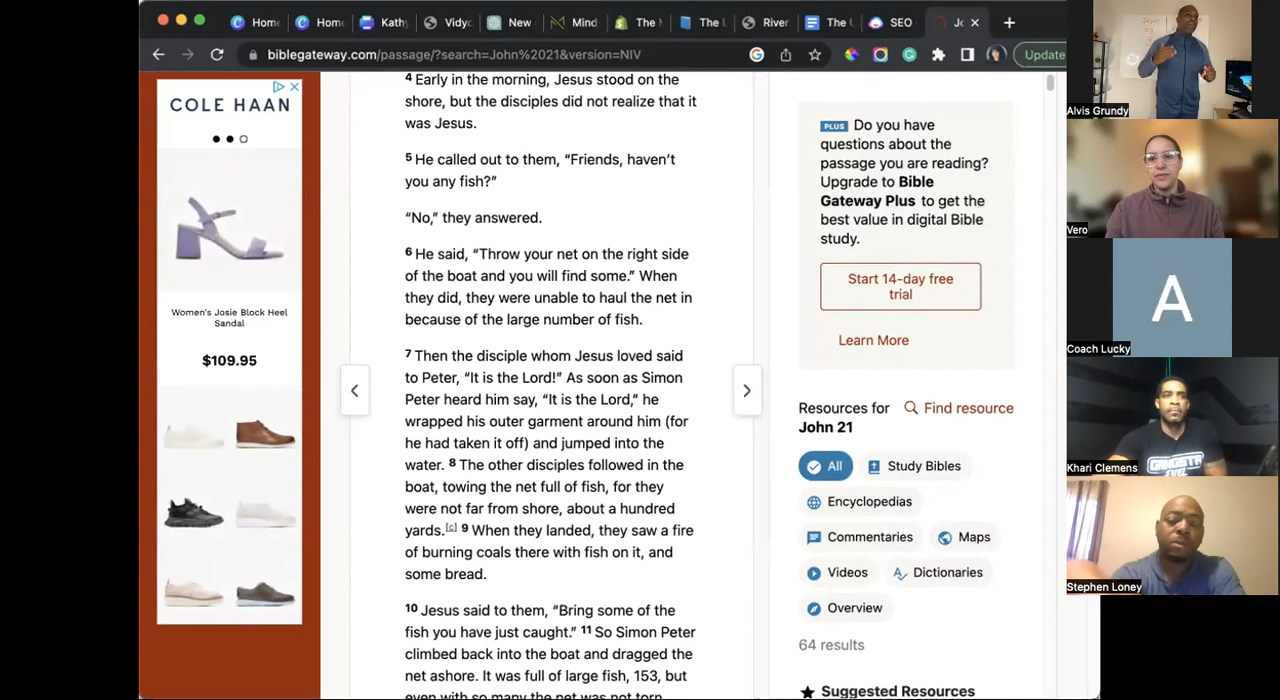 Home
Home
Kathy
Vidyc
New
Mind
The M
The L
River
The U
SEO
Update
biblegateway.com/passage/?search=John%2021&version=NIV
COLE HAAN
Women's Josie Block Heel
Sandal
$109.95
4 Early in the morning, Jesus stood on the
shore, but the disciples did not realize that it
was Jesus.
5 He called out to them, “Friends, haven’t
you any fish?”
“No,” they answered.
6 He said, “Throw your net on the right side
of the boat and you will find some.” When
they did, they were unable to haul the net in
because of the large number of fish.
7 Then the disciple whom Jesus loved said
to Peter, “It is the Lord!” As soon as Simon
Peter heard him say, “It is the Lord,” he
wrapped his outer garment around him (for
he had taken it off) and jumped into the
water. 8 The other disciples followed in the
boat, towing the net full of fish, for they
were not far from shore, about a hundred
yards.[c] 9 When they landed, they saw a fire
of burning coals there with fish on it, and
some bread.
10 Jesus said to them, “Bring some of the
fish you have just caught.” 11 So Simon Peter
climbed back into the boat and dragged the
net ashore. It was full of large fish, 153, but
even with so many the net was not torn
PLUS Do you have
questions about the
passage you are reading?
Upgrade to Bible
Gateway Plus to get the
best value in digital Bible
study.
Start 14-day free
trial
Learn More
Resources for
John 21
Find resource
All
Study Bibles
Encyclopedias
Commentaries
Maps
Videos
Dictionaries
Overview
64 results
Suggested Resources
Alvis Grundy
Vero
A
Coach Lucky
Khari Clemens
Stephen Loney